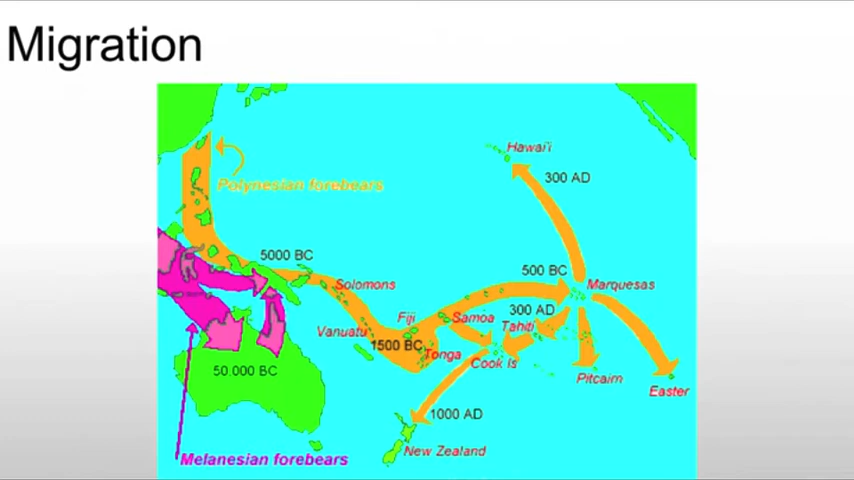 Migration
Hawai'i
300 AD
Polynesian forebears
5000 BC
500 BC
Solomons
Marquesas
300 AD
Fiji
Samoa
Tahiti
Vanuatu
1500 BC
Tonga
Cook Is
50.000 BC
Pitcairn
Easter
1000 AD
New Zealand
Melanesian forebears